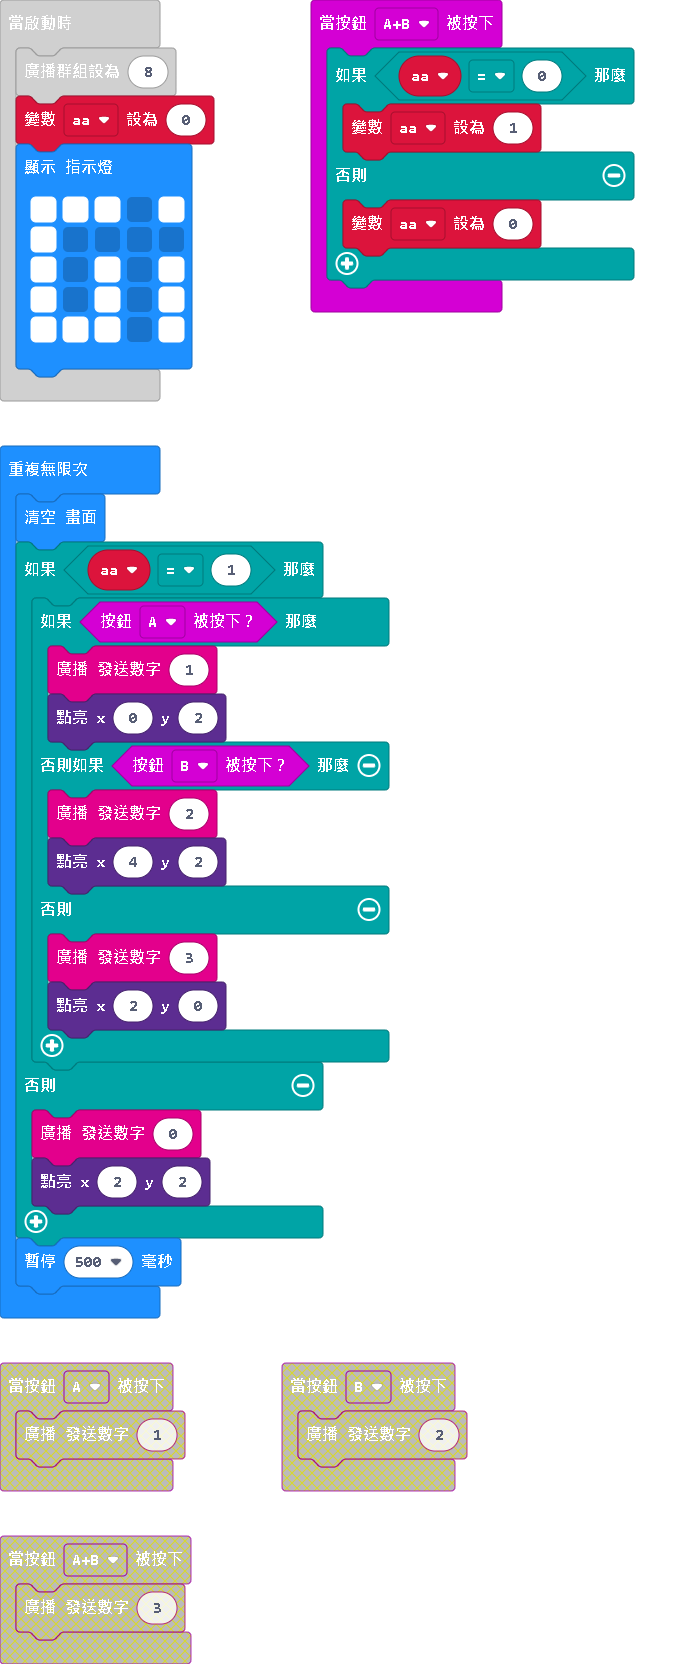 當啟動時
廣播群組設為 8
變數 aa 設為 0
顯示 指示燈
當按鈕 A+B 被按下
如果 aa = 0 那麼
變數 aa 設為 1
否則
變數 aa 設為 0
重複無限次
清空 畫面
如果 aa = 1 那麼
如果 按鈕 A 被按下？ 那麼
廣播 發送數字 1
點亮 x 0 y 2
否則如果 按鈕 B 被按下？ 那麼
廣播 發送數字 2
點亮 x 4 y 2
否則
廣播 發送數字 3
點亮 x 2 y 0
否則
廣播 發送數字 0
點亮 x 2 y 2
暫停 500 毫秒
當按鈕 A 被按下
廣播 發送數字 1
當按鈕 B 被按下
廣播 發送數字 2
當按鈕 A+B 被按下
廣播 發送數字 3